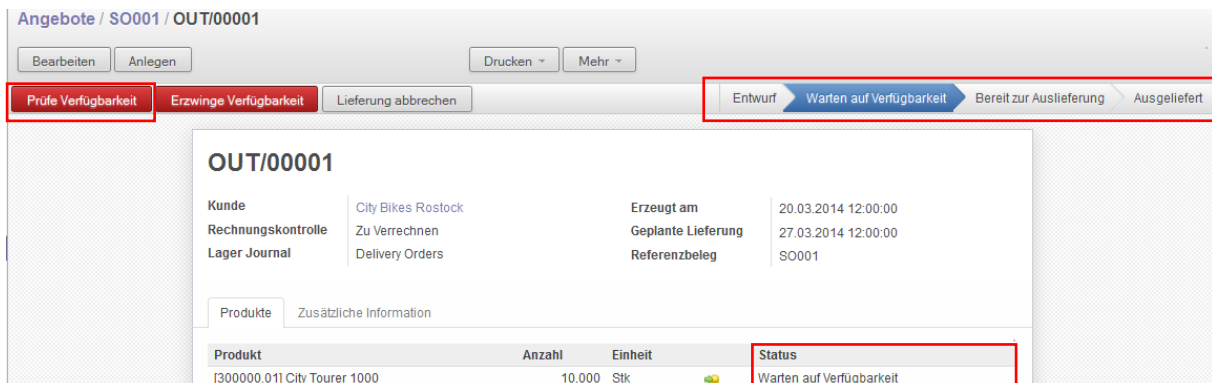 Angebote / SO001 / OUT/00001
Bearbeiten Anlegen Drucken Mehr
Prüfe Verfügbarkeit Erzwinge Verfügbarkeit Lieferung abbrechen Entwurf Warten auf Verfügbarkeit Bereit zur Auslieferung Ausgeliefert
OUT/00001
Kunde City Bikes Rostock Erzeugt am 20.03.2014 12:00:00
Rechnungskontrolle Zu Verrechnen Geplante Lieferung 27.03.2014 12:00:00
Lager Journal Delivery Orders Referenzbeleg SO001
Produkte Zusätzliche Information
Produkt Anzahl Einheit Status
[300000.01] City Tourer 1000 10.000 Stk Warten auf Verfügbarkeit